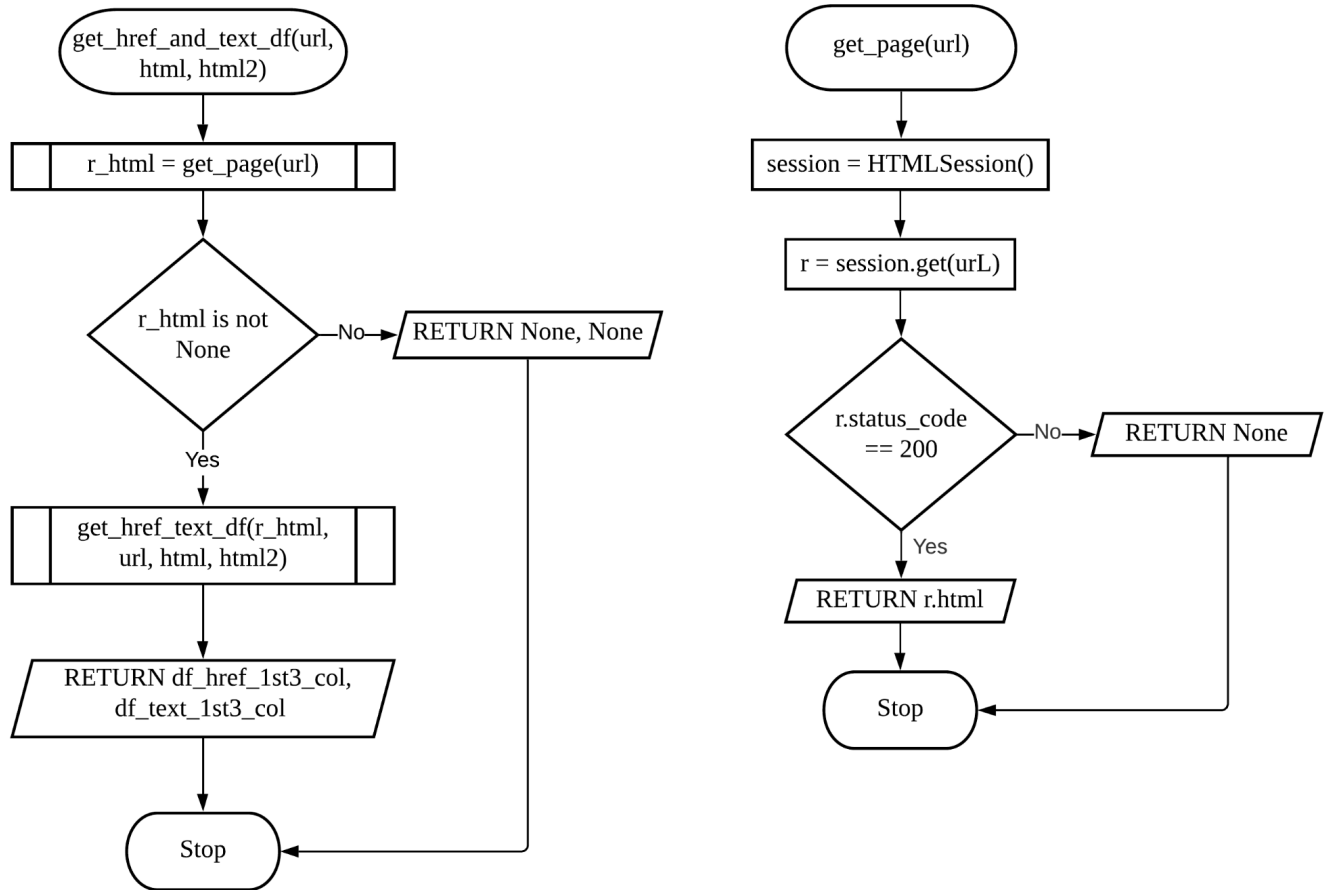 get_href_and_text_df(url,
html, html2)
r_html = get_page(url)
r_html is not
None
No
RETURN None, None
Yes
get_href_text_df(r_html,
url, html, html2)
RETURN df_href_1st3_col,
df_text_1st3_col
Stop
get_page(url)
session = HTMLSession()
r = session.get(urL)
r.status_code
== 200
No
RETURN None
Yes
RETURN r.html
Stop